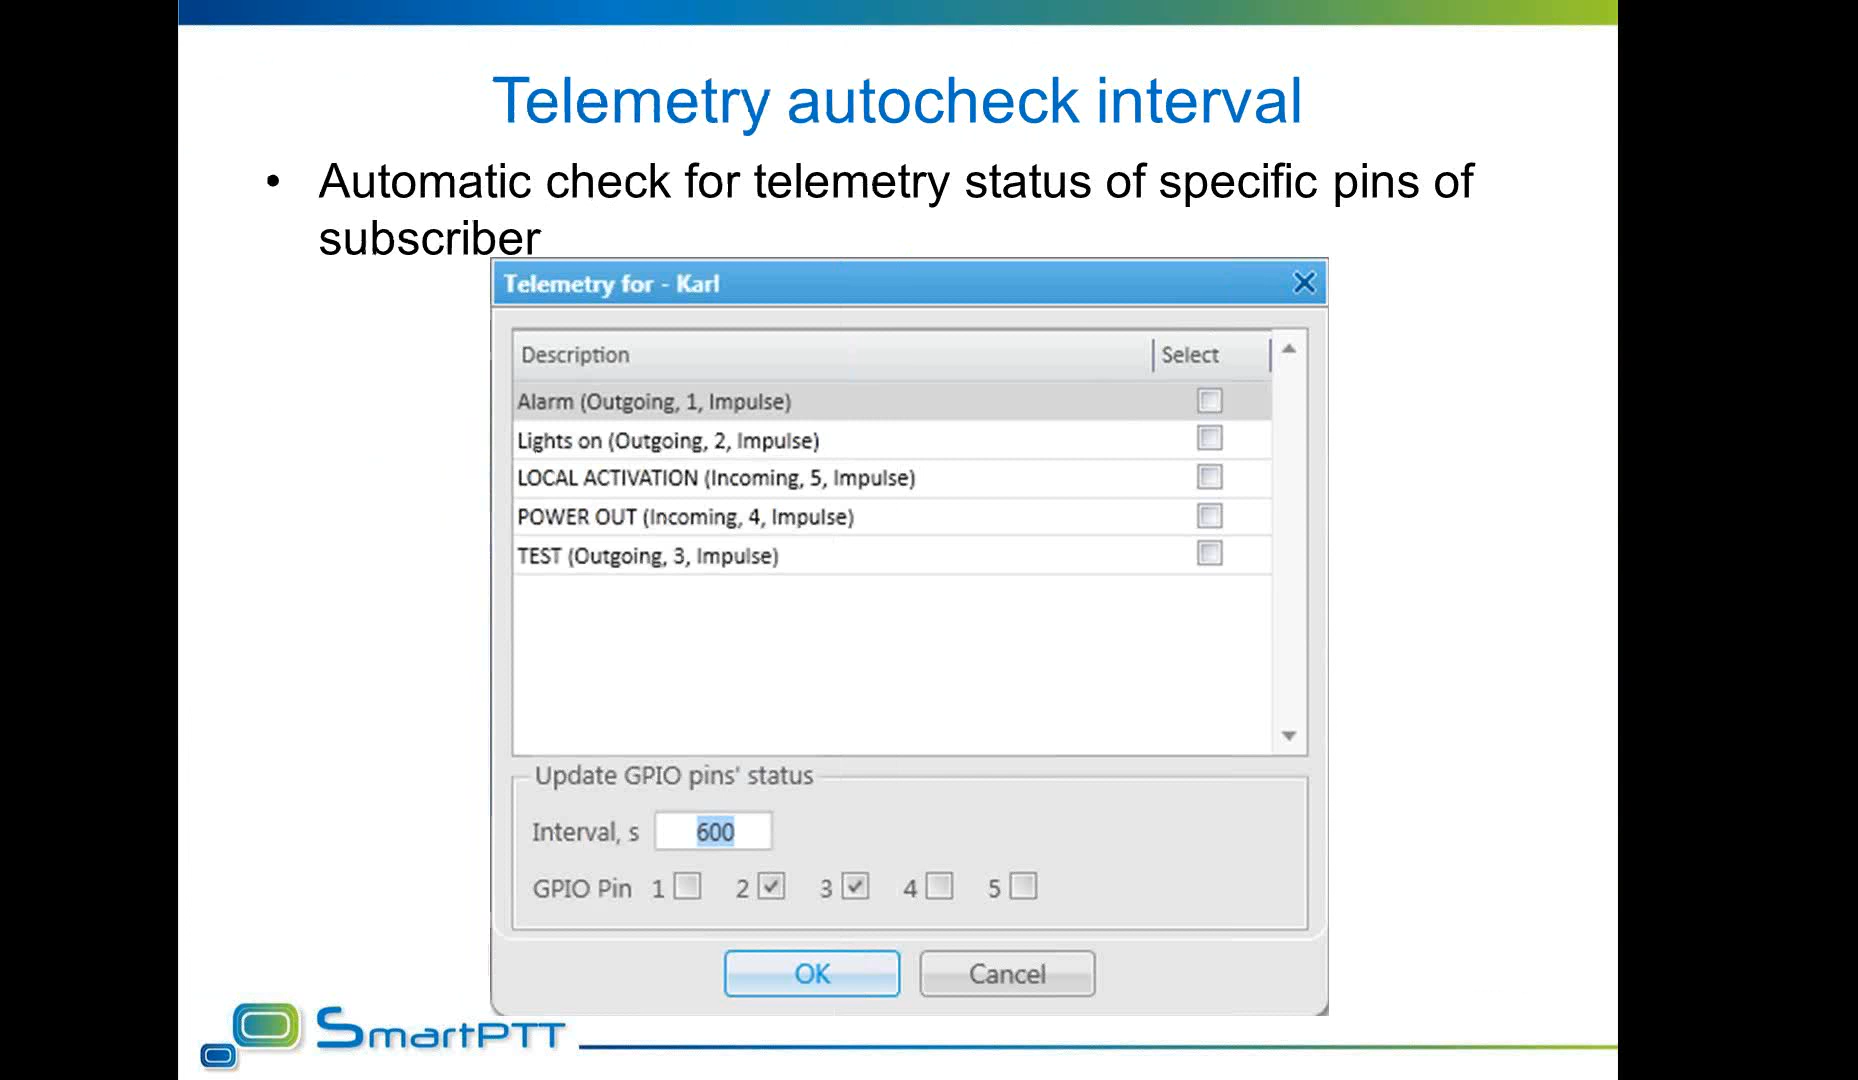 Telemetry autocheck interval
• Automatic check for telemetry status of specific pins of
subscriber
Telemetry for - Karl
Description Select
Alarm (Outgoing, 1, Impulse)
Lights on (Outgoing, 2, Impulse)
LOCAL ACTIVATION (Incoming, 5, Impulse)
POWER OUT (Incoming, 4, Impulse)
TEST (Outgoing, 3, Impulse)
Update GPIO pins' status
Interval, s 600
GPIO Pin 1 2 3 4 5
OK Cancel
SmartPTT